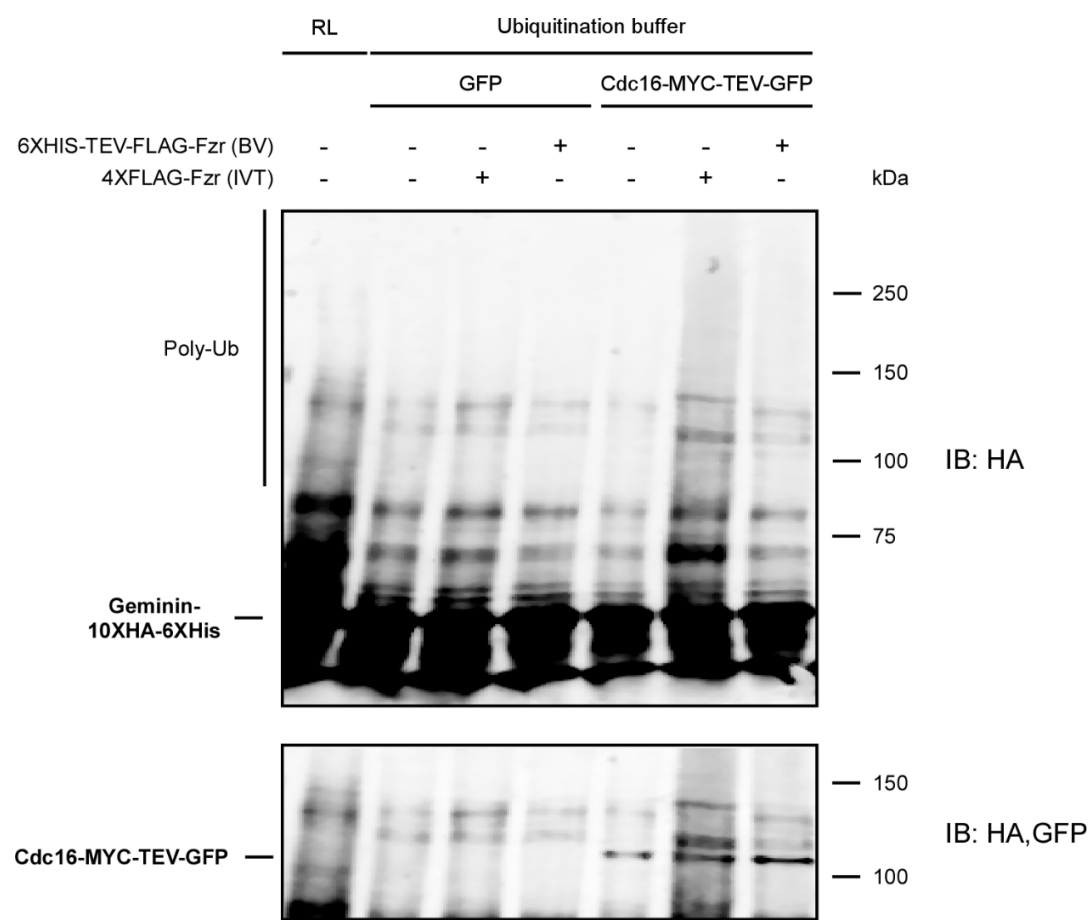 RL Ubiquitination buffer
GFP Cdc16-MYC-TEV-GFP
6XHIS-TEV-FLAG-Fzr (BV) - - - + - - +
4XFLAG-Fzr (IVT) - - + - - + - kDa
250
150
Poly-Ub
100
IB: HA
75
Geminin-
10XHA-6XHis
150
IB: HA,GFP
Cdc16-MYC-TEV-GFP
100